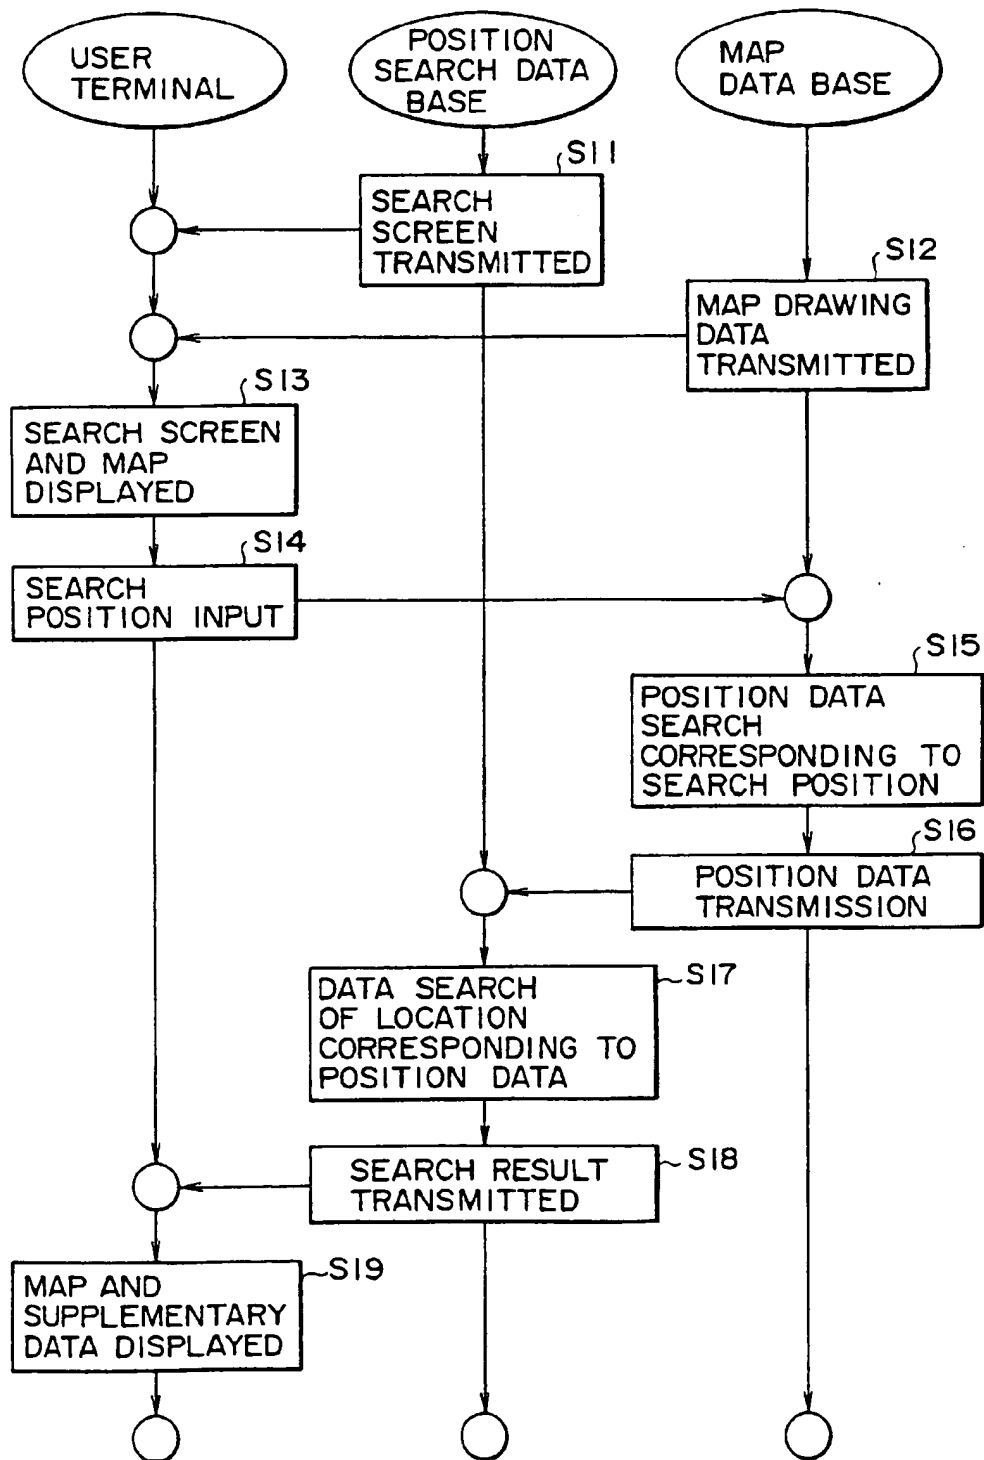 USER
TERMINAL
POSITION
SEARCH DATA
BASE
MAP
DATA BASE
S11
SEARCH
SCREEN
TRANSMITTED
S12
MAP DRAWING
DATA
TRANSMITTED
S13
SEARCH SCREEN
AND MAP
DISPLAYED
S14
SEARCH
POSITION INPUT
S15
POSITION DATA
SEARCH
CORRESPONDING TO
SEARCH POSITION
S16
POSITION DATA
TRANSMISSION
S17
DATA SEARCH
OF LOCATION
CORRESPONDING TO
POSITION DATA
S18
SEARCH RESULT
TRANSMITTED
S19
MAP AND
SUPPLEMENTARY
DATA DISPLAYED